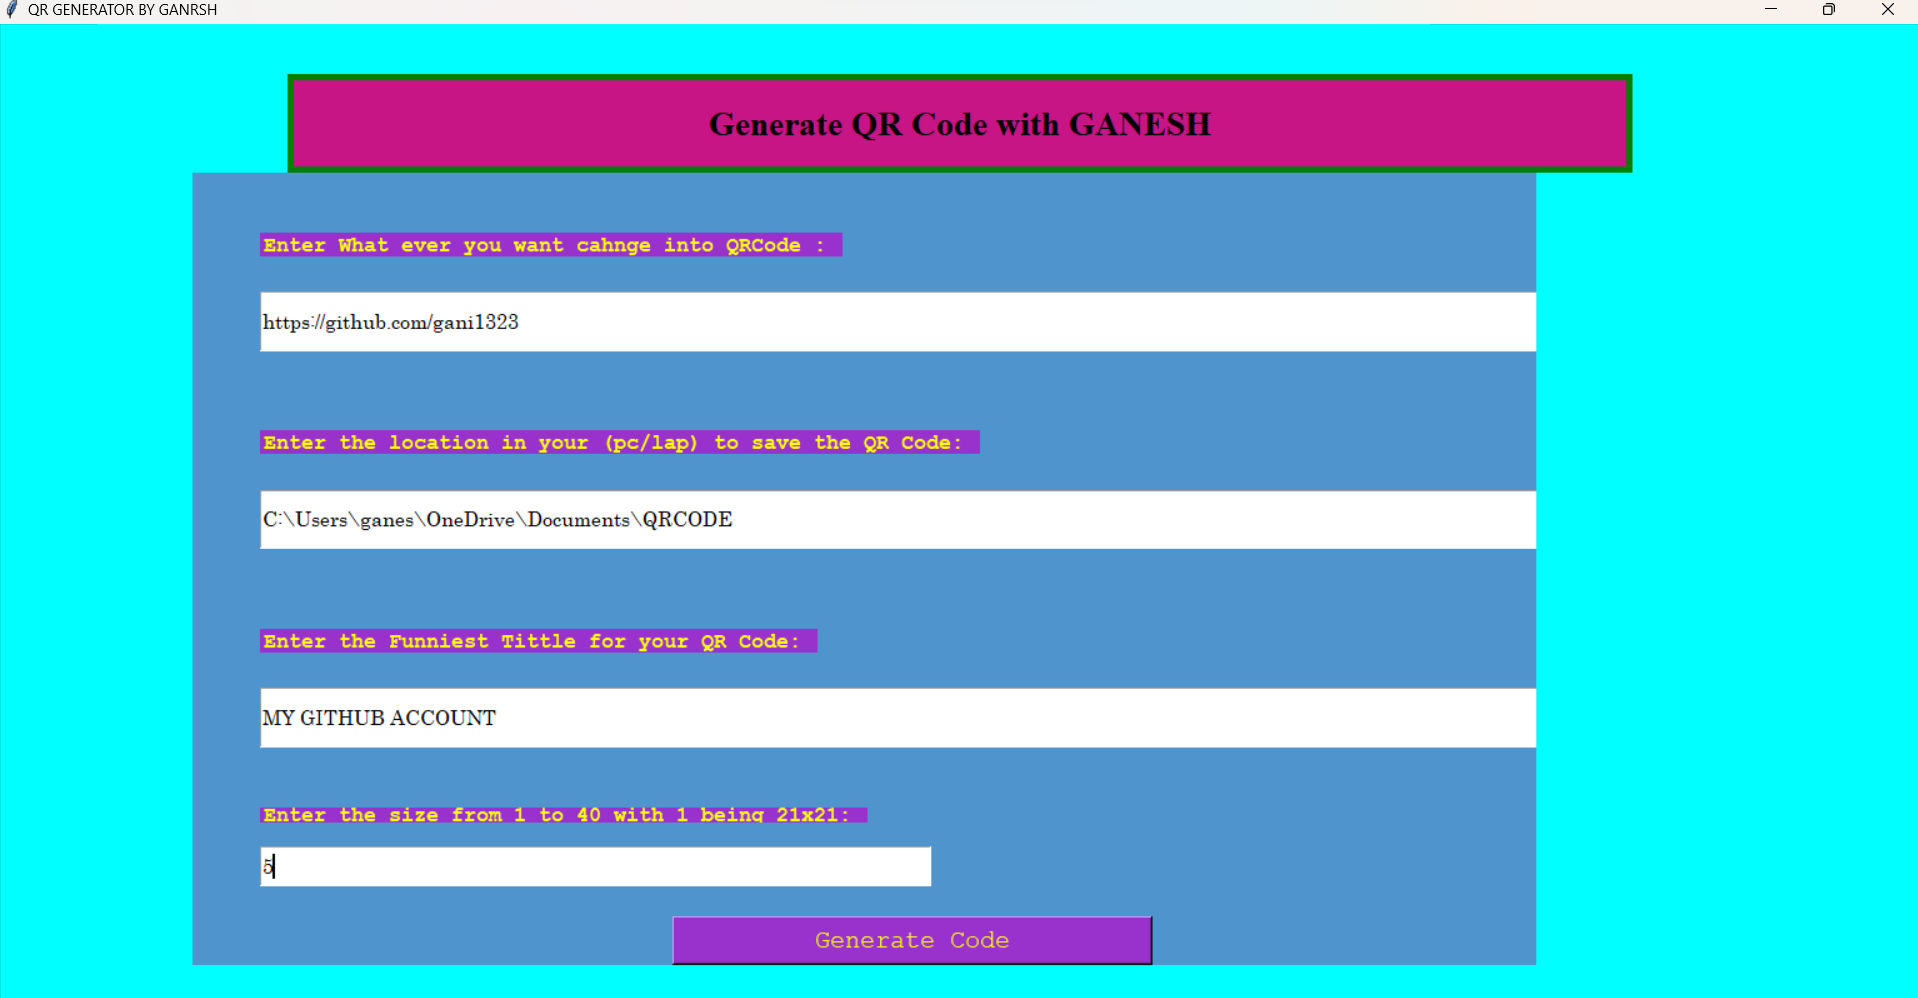 QR GENERATOR BY GANRSH
Generate QR Code with GANESH
Enter What ever you want cahnge into QRCode :
https://github.com/gani1323
Enter the location in your (pc/lap) to save the QR Code:
C:\Users\ganes\OneDrive\Documents\QRCODE
Enter the Funniest Tittle for your QR Code:
MY GITHUB ACCOUNT
Enter the size from 1 to 40 with 1 being 21x21:
5
Generate Code